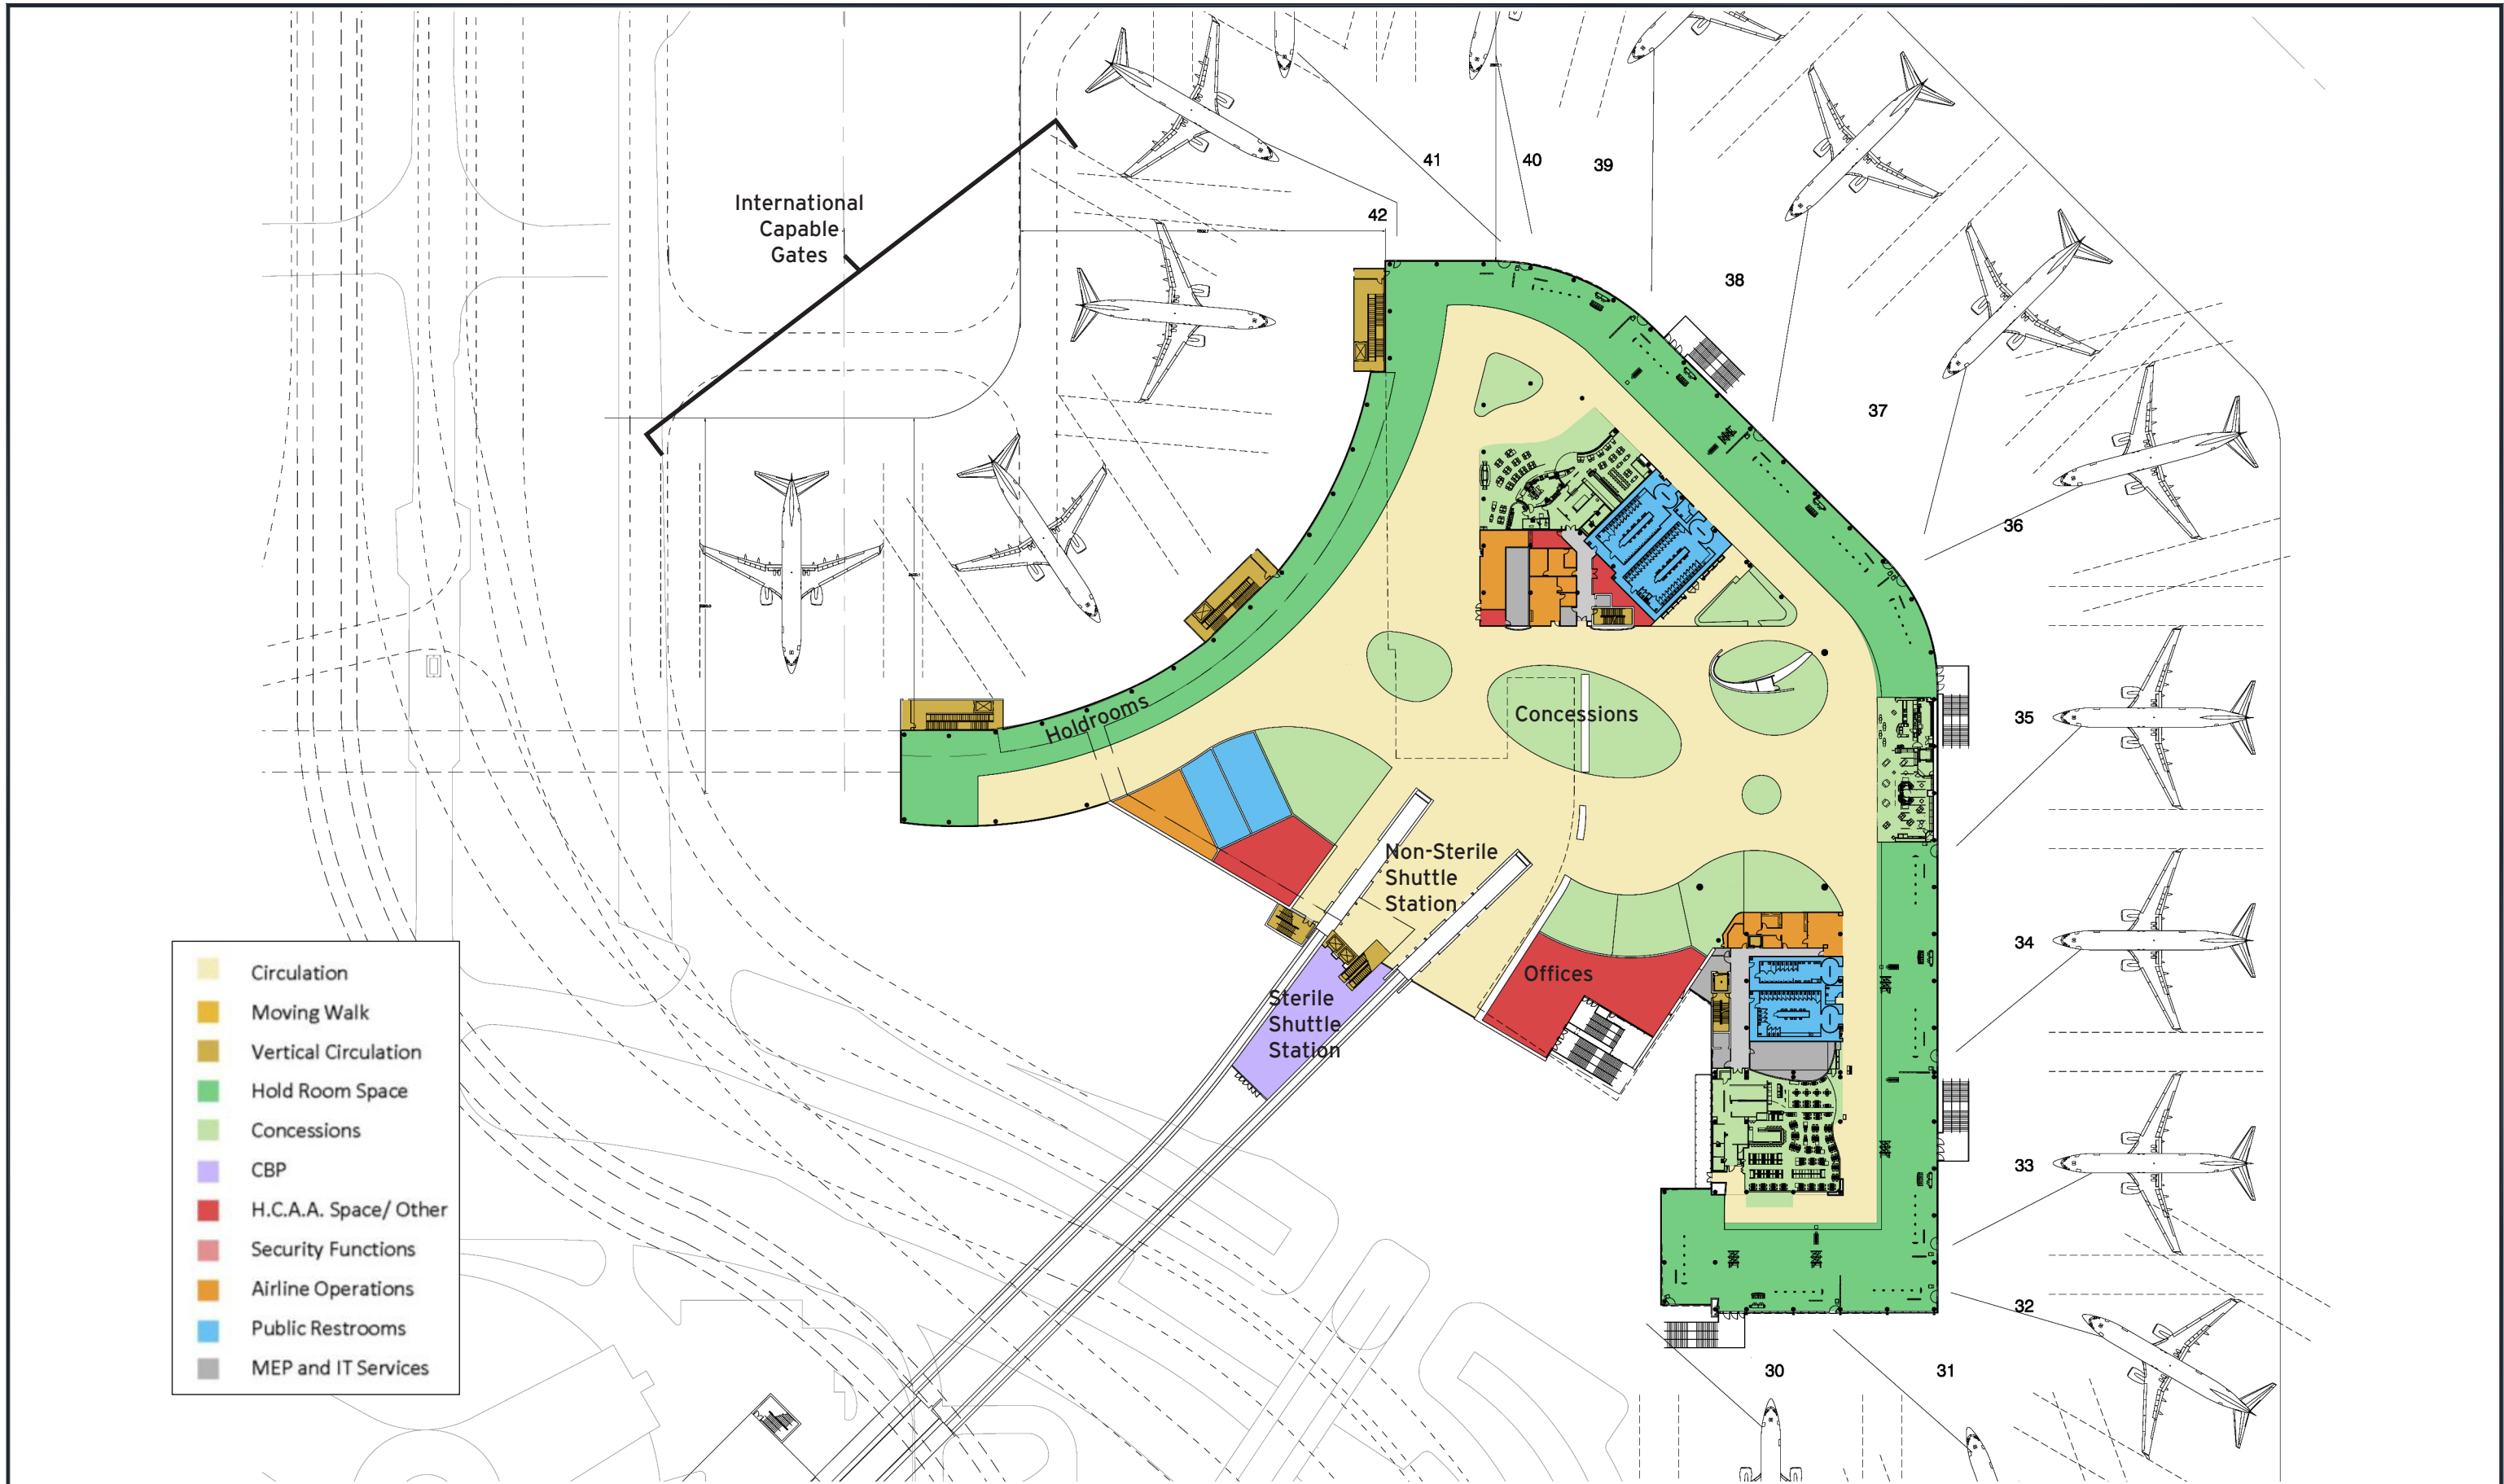 International
Capable
Gates
41
40
39
42
38
37
36
35
34
33
32
31
30
Holdrooms
Concessions
Non-Sterile
Shuttle
Station
Offices
Sterile
Shuttle
Station
Circulation
Moving Walk
Vertical Circulation
Hold Room Space
Concessions
CBP
H.C.A.A. Space/ Other
Security Functions
Airline Operations
Public Restrooms
MEP and IT Services